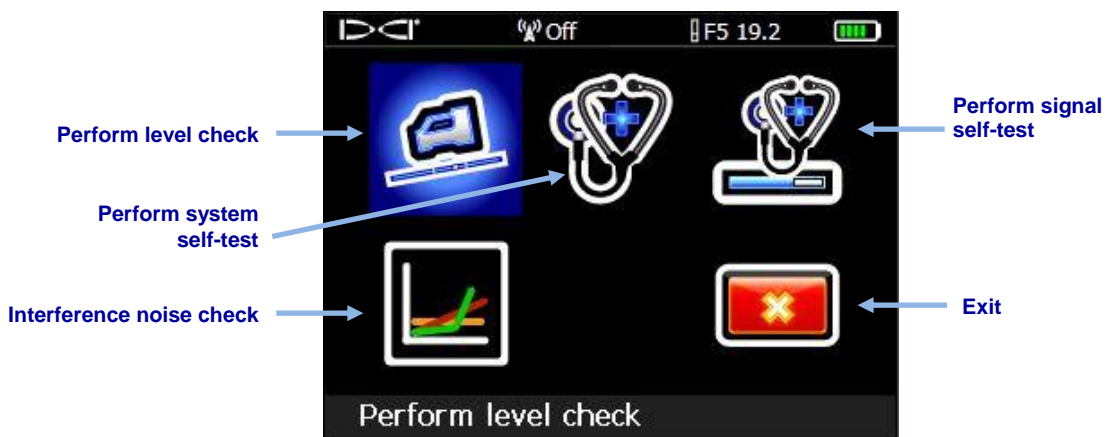 DCI
Off
F5 19.2
Perform level check
Perform signal
self-test
Perform system
self-test
Interference noise check
Exit
Perform level check